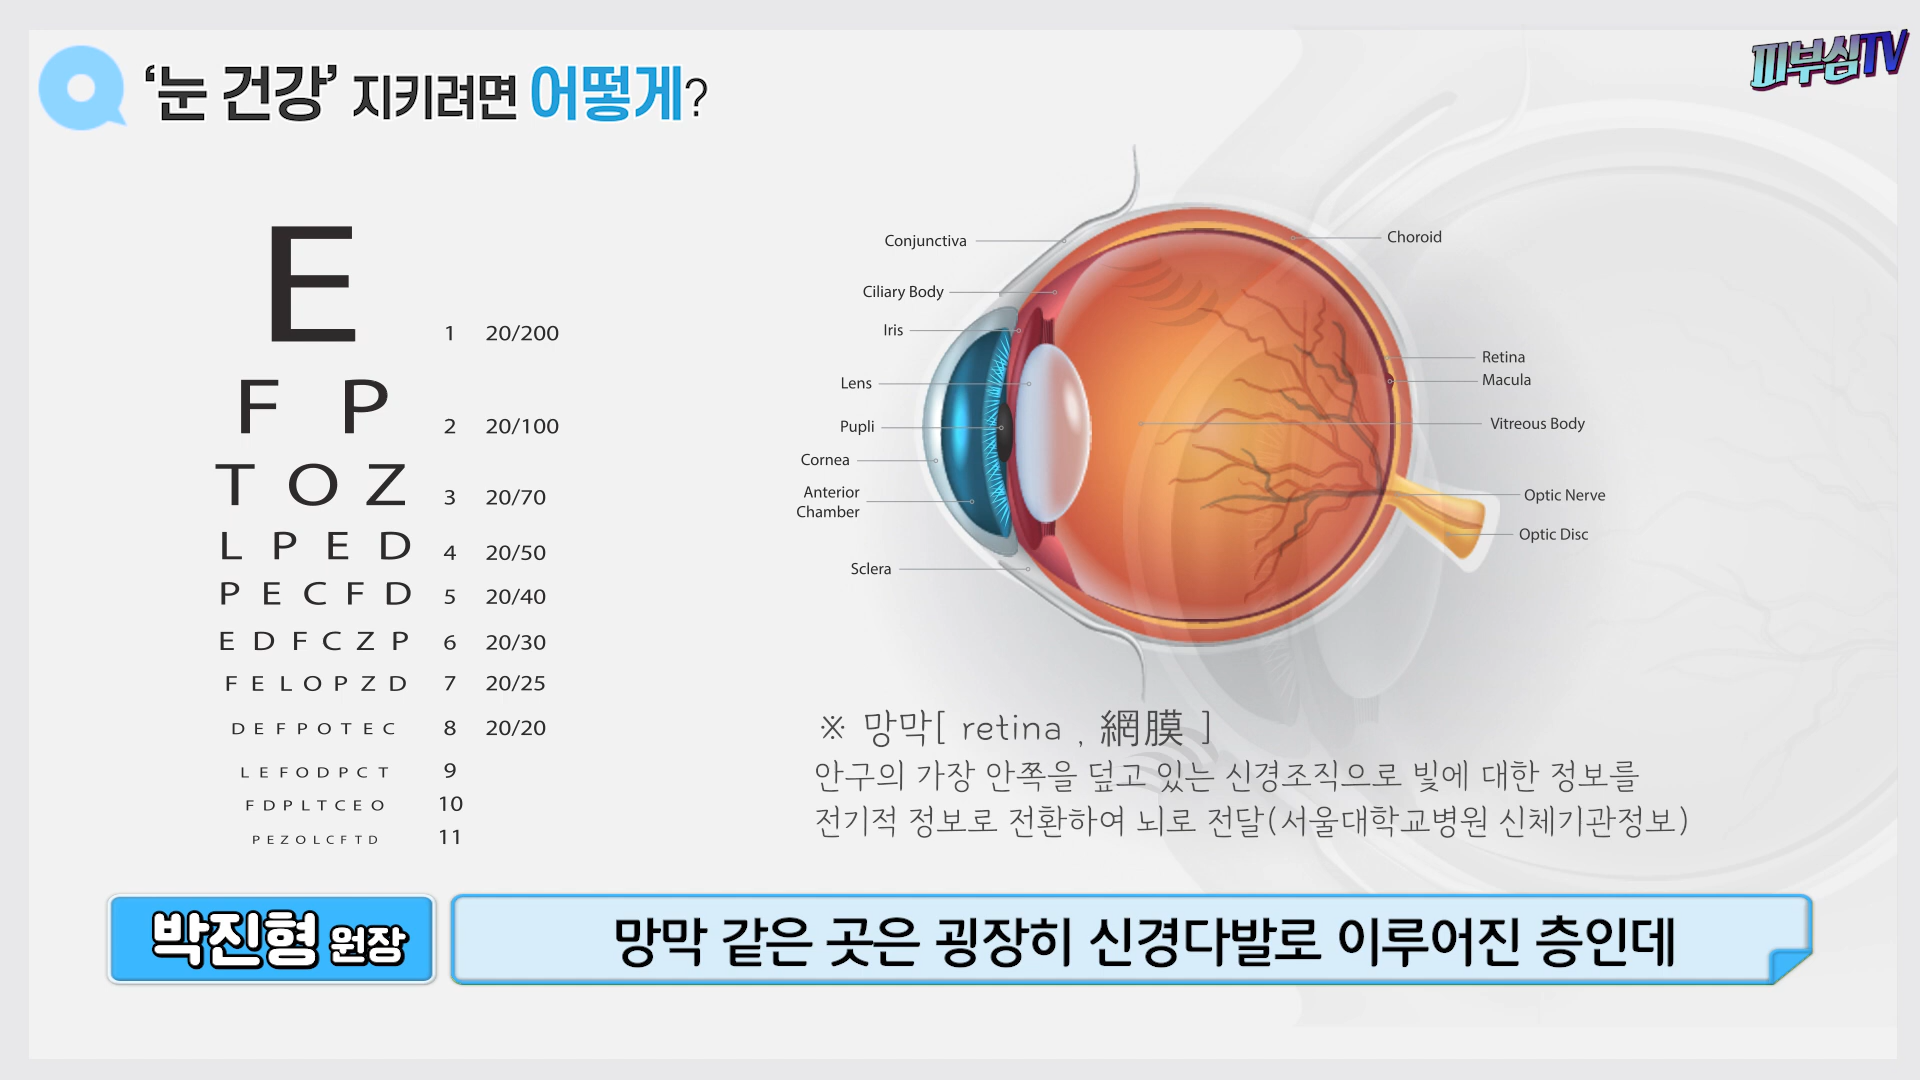 ‘눈 건강’ 지키려면 어떻게?
피부심TV
E 1 20/200
F P 2 20/100
T O Z 3 20/70
L P E D 4 20/50
P E C F D 5 20/40
E D F C Z P 6 20/30
F E L O P Z D 7 20/25
D E F P O T E C 8 20/20
L E F O D P C T 9
F D P L T C E O 10
P E Z O L C F T D 11
Conjunctiva
Ciliary Body
Iris
Lens
Pupli
Cornea
Anterior
Chamber
Sclera
Choroid
Retina
Macula
Vitreous Body
Optic Nerve
Optic Disc
※ 망막[ retina , 網膜 ]
안구의 가장 안쪽을 덮고 있는 신경조직으로 빛에 대한 정보를
전기적 정보로 전환하여 뇌로 전달(서울대학교병원 신체기관정보)
박진형 원장
망막 같은 곳은 굉장히 신경다발로 이루어진 층인데